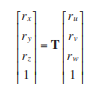 [r_x r_y r_z 1] = T [r_u r_v r_w 1]